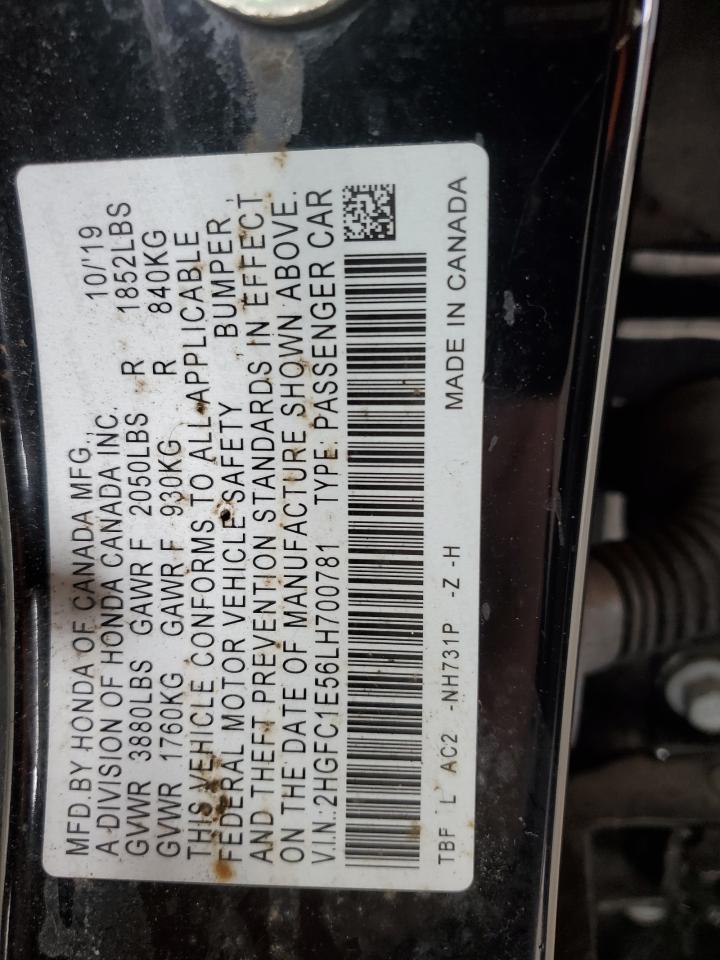 MFD.BY HONDA OF CANADA MFG.,
A DIVISION OF HONDA CANADA INC. 10/'19
GVWR 3880LBS GAWR F 2050LBS R 1852LBS
GVWR 1760KG GAWR F 930KG R 840KG
THIS VEHICLE CONFORMS TO ALL APPLICABLE
FEDERAL MOTOR VEHICLE SAFETY, BUMPER,
AND THEFT PREVENTION STANDARDS IN EFFECT
ON THE DATE OF MANUFACTURE SHOWN ABOVE.
V.I.N.:2HGFC1E56LH700781 TYPE: PASSENGER CAR
TBF L AC2 -NH731P -Z -H MADE IN CANADA